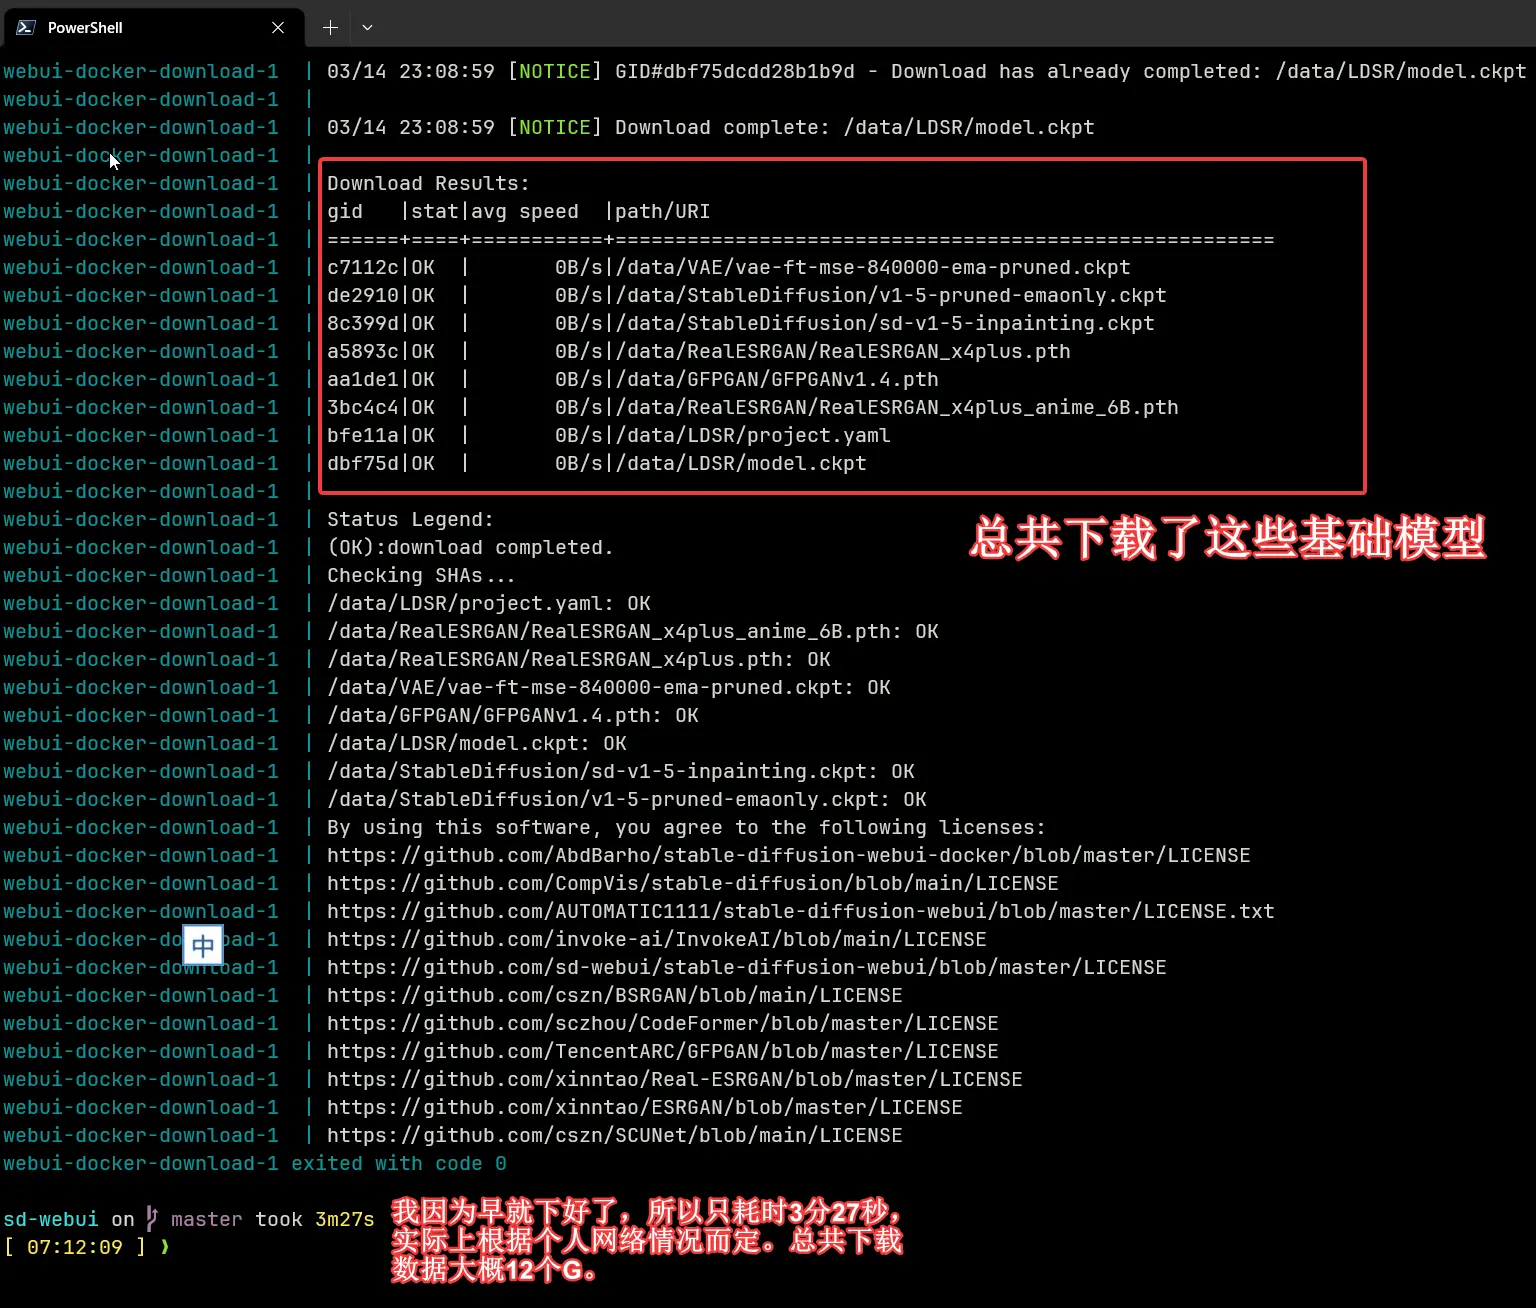 PowerShell
webui-docker-download-1 | 03/14 23:08:59 [NOTICE] GID#dbf75dcdd28b1b9d - Download has already completed: /data/LDSR/model.ckpt
webui-docker-download-1 |
webui-docker-download-1 | 03/14 23:08:59 [NOTICE] Download complete: /data/LDSR/model.ckpt
webui-docker-download-1 |
webui-docker-download-1 | Download Results:
webui-docker-download-1 | gid   |stat|avg speed  |path/URI
webui-docker-download-1 | ======+====+===========+=======================================================
webui-docker-download-1 | c7112c|OK  |       0B/s|/data/VAE/vae-ft-mse-840000-ema-pruned.ckpt
webui-docker-download-1 | de2910|OK  |       0B/s|/data/StableDiffusion/v1-5-pruned-emaonly.ckpt
webui-docker-download-1 | 8c399d|OK  |       0B/s|/data/StableDiffusion/sd-v1-5-inpainting.ckpt
webui-docker-download-1 | a5893c|OK  |       0B/s|/data/RealESRGAN/RealESRGAN_x4plus.pth
webui-docker-download-1 | aa1de1|OK  |       0B/s|/data/GFPGAN/GFPGANv1.4.pth
webui-docker-download-1 | 3bc4c4|OK  |       0B/s|/data/RealESRGAN/RealESRGAN_x4plus_anime_6B.pth
webui-docker-download-1 | bfe11a|OK  |       0B/s|/data/LDSR/project.yaml
webui-docker-download-1 | dbf75d|OK  |       0B/s|/data/LDSR/model.ckpt
webui-docker-download-1 |
webui-docker-download-1 | Status Legend:
总共下载了这些基础模型
webui-docker-download-1 | (OK):download completed.
webui-docker-download-1 | Checking SHAs...
webui-docker-download-1 | /data/LDSR/project.yaml: OK
webui-docker-download-1 | /data/RealESRGAN/RealESRGAN_x4plus_anime_6B.pth: OK
webui-docker-download-1 | /data/RealESRGAN/RealESRGAN_x4plus.pth: OK
webui-docker-download-1 | /data/VAE/vae-ft-mse-840000-ema-pruned.ckpt: OK
webui-docker-download-1 | /data/GFPGAN/GFPGANv1.4.pth: OK
webui-docker-download-1 | /data/LDSR/model.ckpt: OK
webui-docker-download-1 | /data/StableDiffusion/sd-v1-5-inpainting.ckpt: OK
webui-docker-download-1 | /data/StableDiffusion/v1-5-pruned-emaonly.ckpt: OK
webui-docker-download-1 | By using this software, you agree to the following licenses:
webui-docker-download-1 | https://github.com/AbdBarho/stable-diffusion-webui-docker/blob/master/LICENSE
webui-docker-download-1 | https://github.com/CompVis/stable-diffusion/blob/main/LICENSE
webui-docker-download-1 | https://github.com/AUTOMATIC1111/stable-diffusion-webui/blob/master/LICENSE.txt
webui-docker-download-1 | https://github.com/invoke-ai/InvokeAI/blob/main/LICENSE
中
webui-docker-download-1 | https://github.com/sd-webui/stable-diffusion-webui/blob/master/LICENSE
webui-docker-download-1 | https://github.com/cszn/BSRGAN/blob/main/LICENSE
webui-docker-download-1 | https://github.com/sczhou/CodeFormer/blob/master/LICENSE
webui-docker-download-1 | https://github.com/TencentARC/GFPGAN/blob/master/LICENSE
webui-docker-download-1 | https://github.com/xinntao/Real-ESRGAN/blob/master/LICENSE
webui-docker-download-1 | https://github.com/xinntao/ESRGAN/blob/master/LICENSE
webui-docker-download-1 | https://github.com/cszn/SCUNet/blob/main/LICENSE
webui-docker-download-1 exited with code 0
sd-webui on master took 3m27s
[ 07:12:09 ] ❯
我因为早就下好了，所以只耗时3分27秒，
实际上根据个人网络情况而定。总共下载
数据大概12个G。